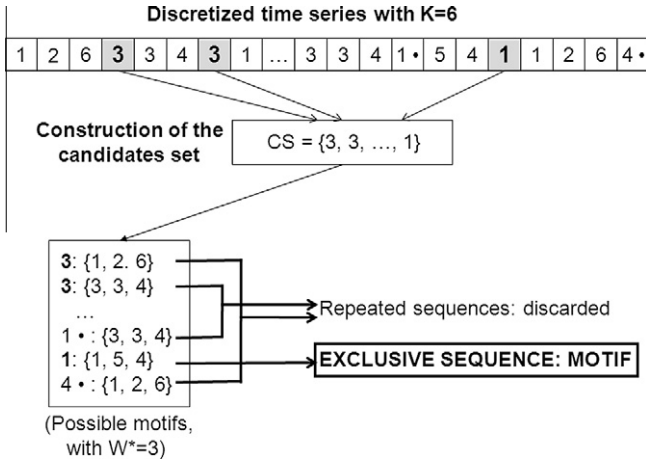 Discretized time series with K=6
1 2 6 3 3 4 3 1 ... 3 3 4 1 • 5 4 1 1 2 6 4 •
Construction of the
candidates set
CS = {3, 3, ..., 1}
3: {1, 2. 6}
3: {3, 3, 4}
...
1 • : {3, 3, 4}
1: {1, 5, 4}
4 • : {1, 2, 6}
Repeated sequences: discarded
EXCLUSIVE SEQUENCE: MOTIF
(Possible motifs,
with W*=3)